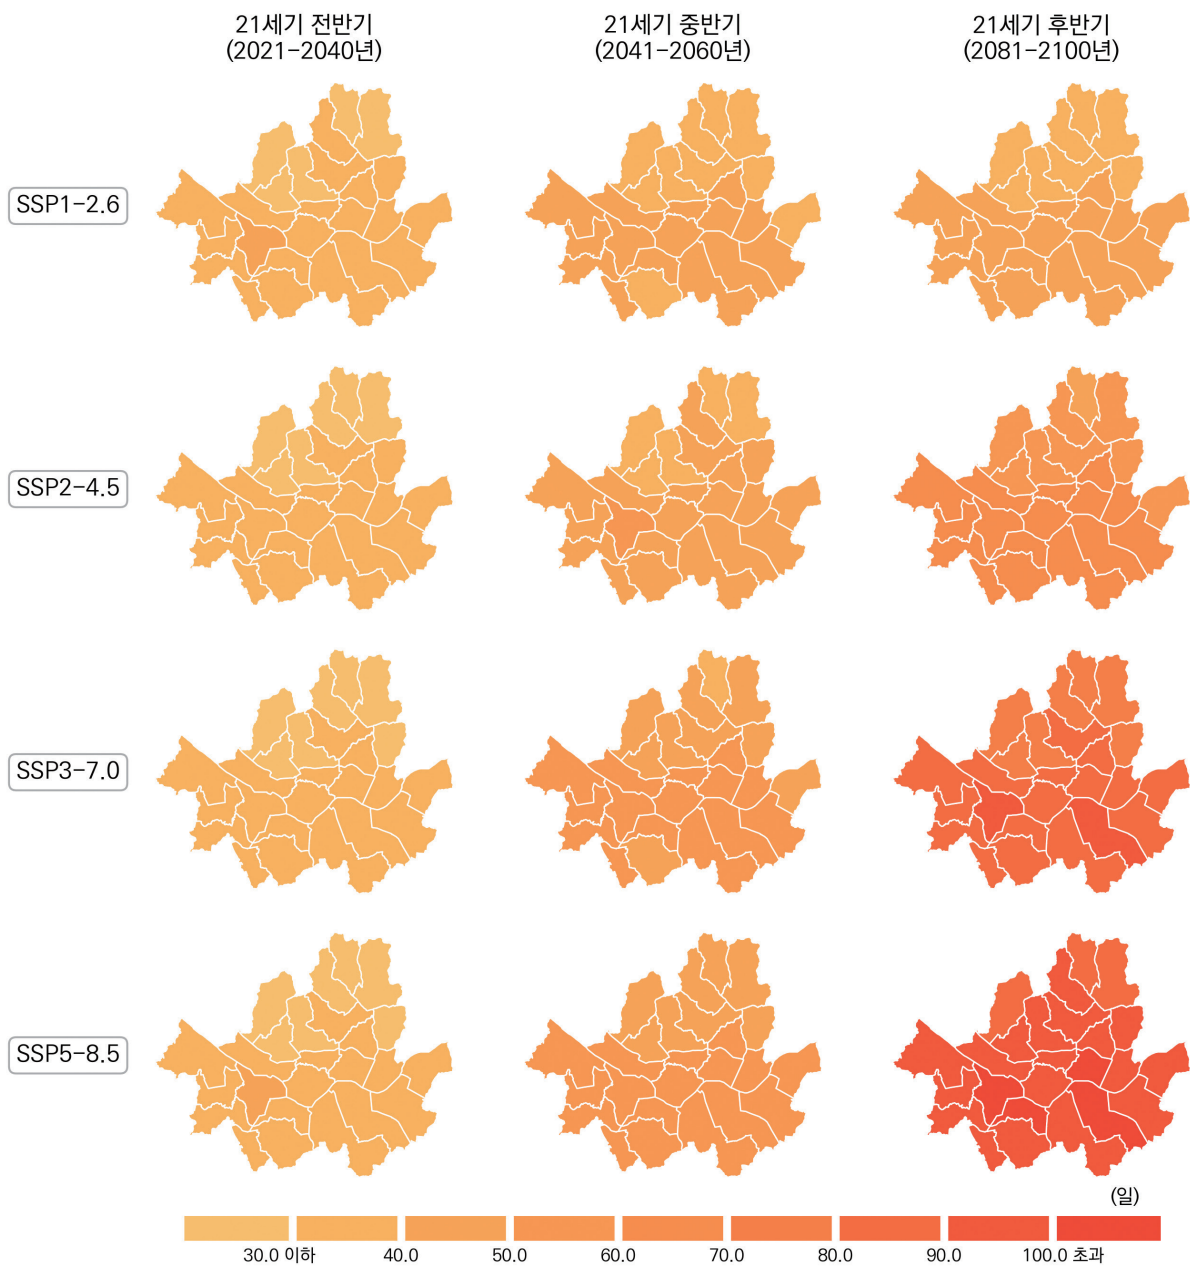 21세기 전반기
(2021-2040년)
21세기 중반기
(2041-2060년)
21세기 후반기
(2081-2100년)
SSP1-2.6
SSP2-4.5
SSP3-7.0
SSP5-8.5
(일)
30.0 이하 40.0 50.0 60.0 70.0 80.0 90.0 100.0 초과